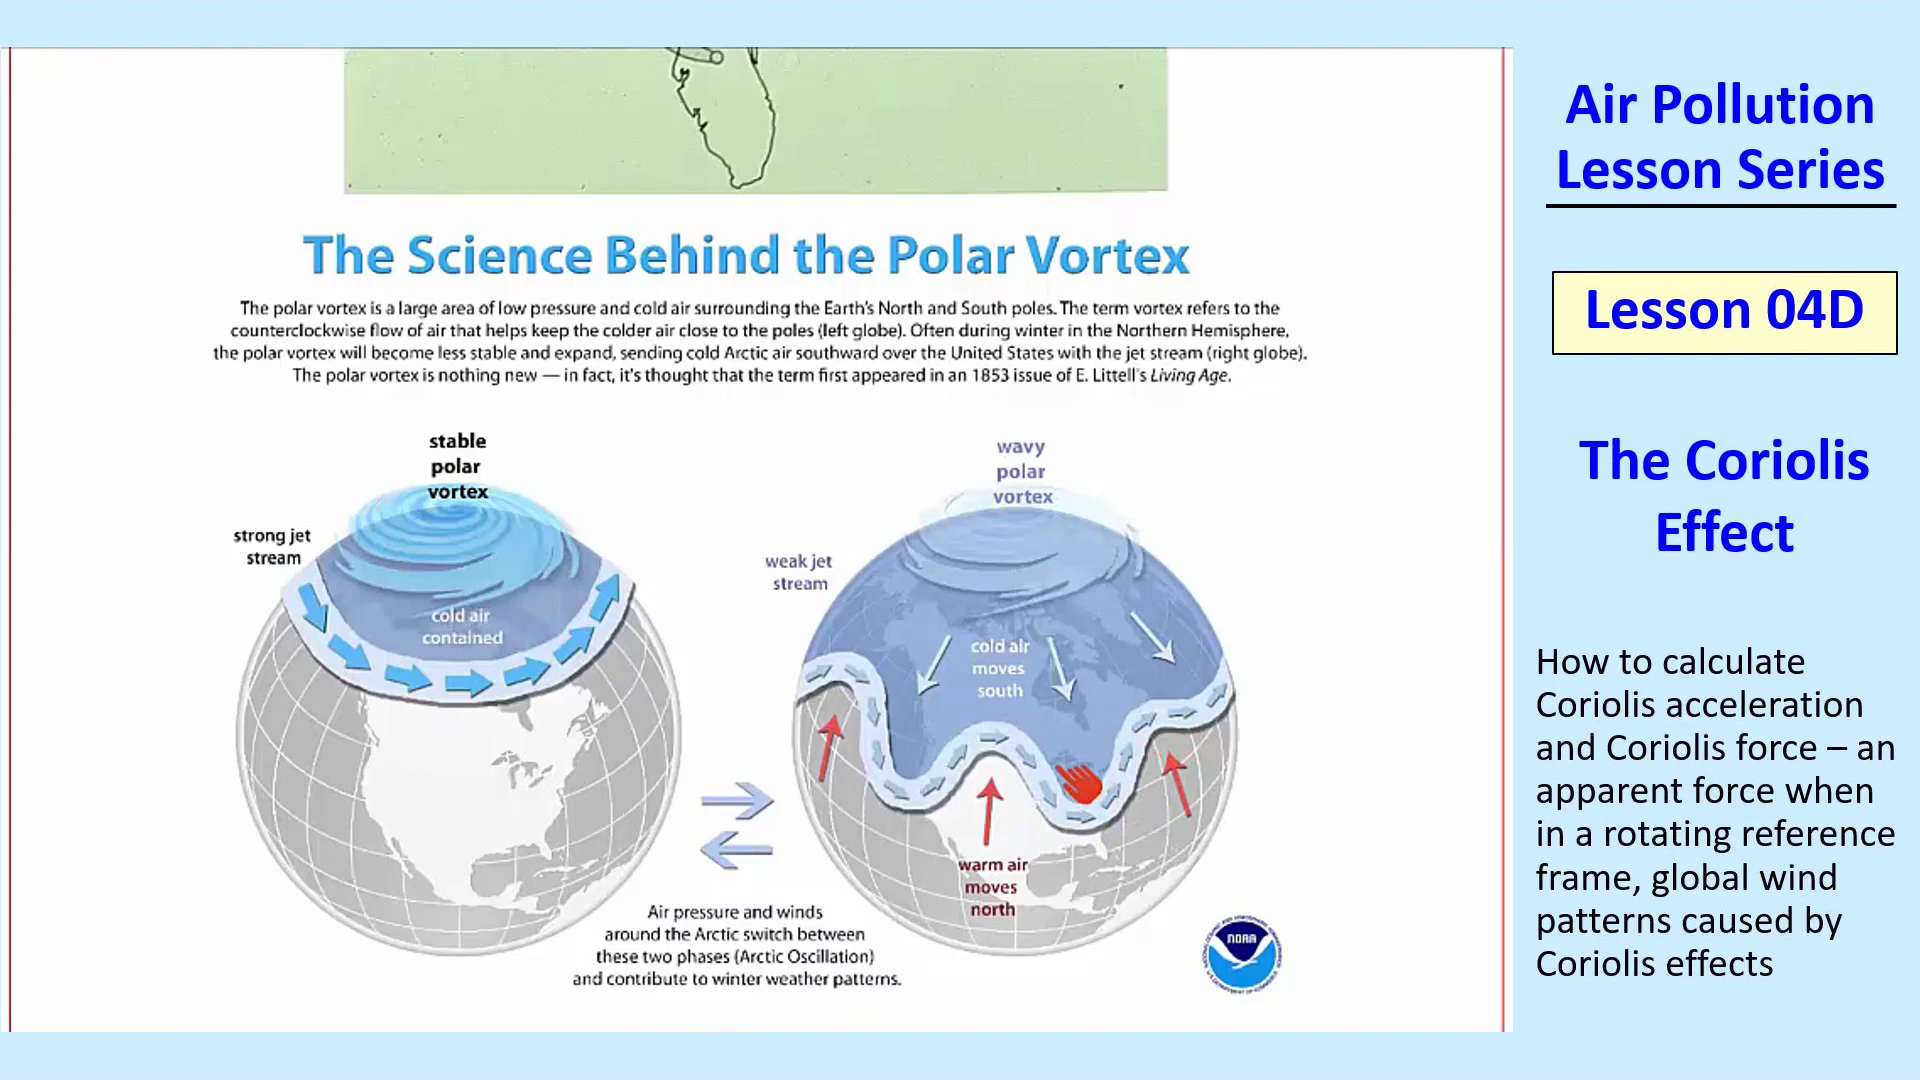 The Science Behind the Polar Vortex
The polar vortex is a large area of low pressure and cold air surrounding the Earth's North and South poles. The term vortex refers to the
counterclockwise flow of air that helps keep the colder air close to the poles (left globe). Often during winter in the Northern Hemisphere,
the polar vortex will become less stable and expand, sending cold Arctic air southward over the United States with the jet stream (right globe).
The polar vortex is nothing new — in fact, it's thought that the term first appeared in an 1853 issue of E. Littell's Living Age.
stable
polar
vortex
strong jet
stream
cold air
contained
wavy
polar
vortex
weak jet
stream
cold air
moves
south
warm air
moves
north
Air pressure and winds
around the Arctic switch between
these two phases (Arctic Oscillation)
and contribute to winter weather patterns.
NOAA
Air Pollution
Lesson Series
Lesson 04D
The Coriolis
Effect
How to calculate
Coriolis acceleration
and Coriolis force – an
apparent force when
in a rotating reference
frame, global wind
patterns caused by
Coriolis effects